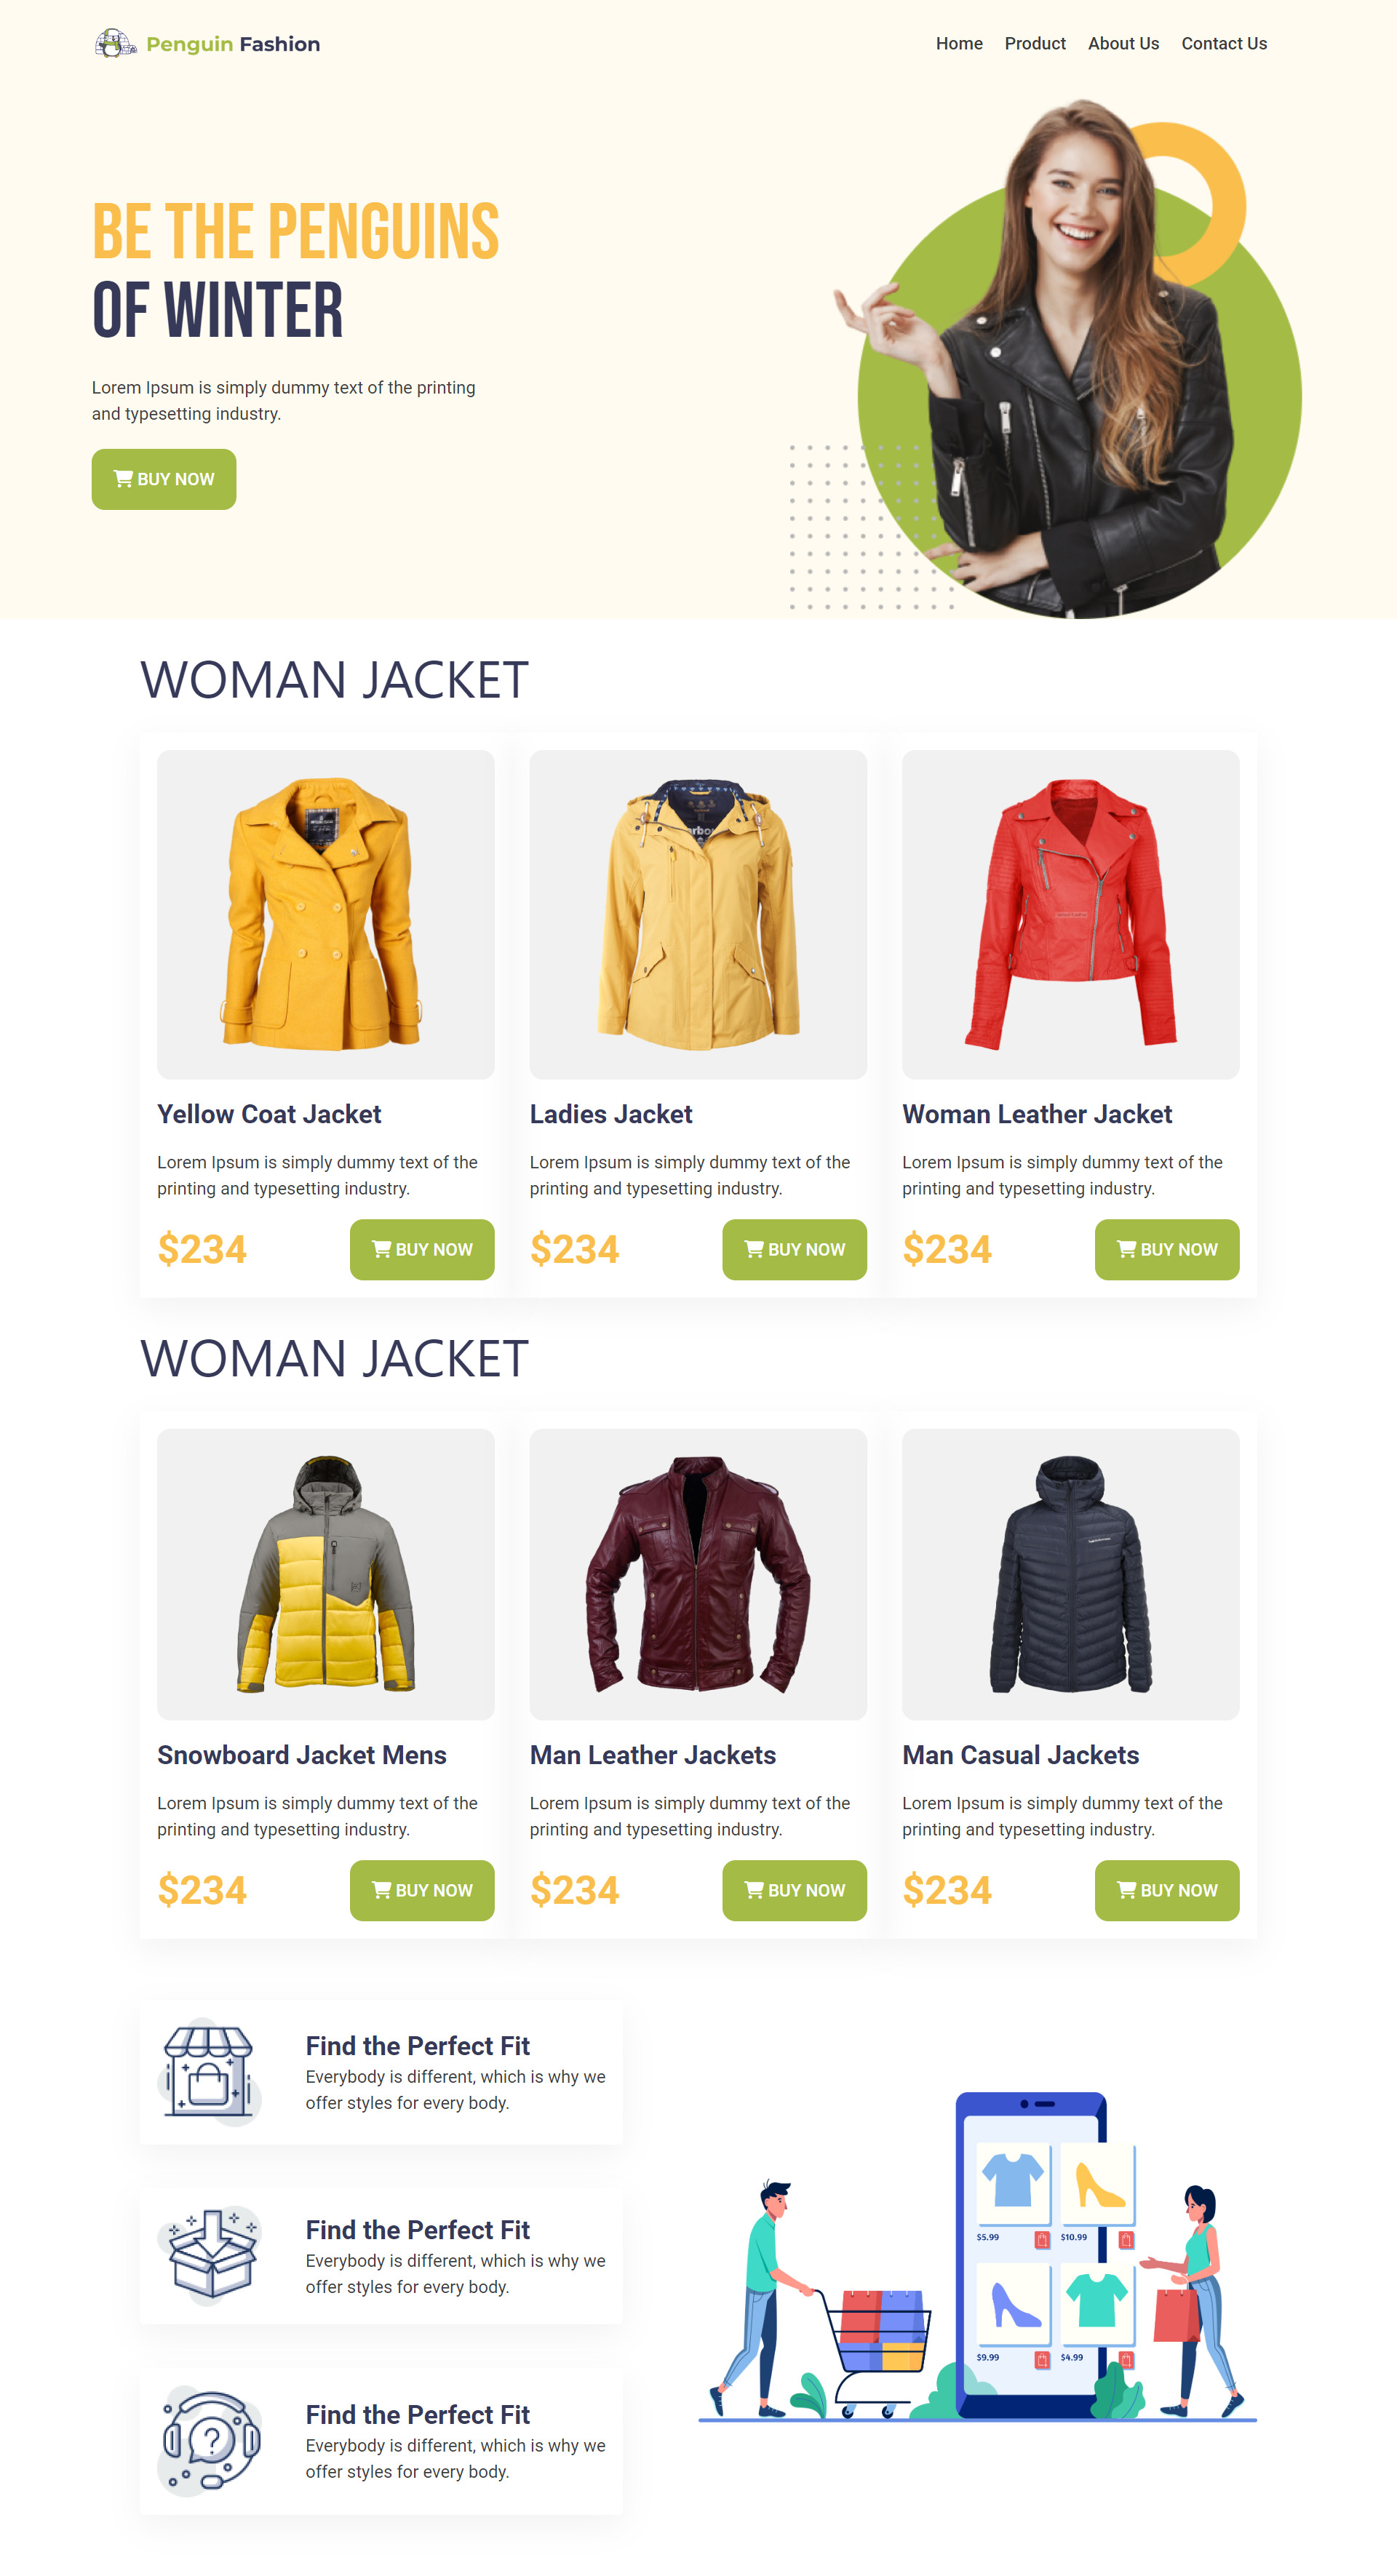 Penguin Fashion
Home Product About Us Contact Us
BE THE PENGUINS
OF WINTER
Lorem Ipsum is simply dummy text of the printing
and typesetting industry.
BUY NOW
WOMAN JACKET
Yellow Coat Jacket
Lorem Ipsum is simply dummy text of the
printing and typesetting industry.
$234
BUY NOW
Ladies Jacket
Lorem Ipsum is simply dummy text of the
printing and typesetting industry.
$234
BUY NOW
Woman Leather Jacket
Lorem Ipsum is simply dummy text of the
printing and typesetting industry.
$234
BUY NOW
WOMAN JACKET
Snowboard Jacket Mens
Lorem Ipsum is simply dummy text of the
printing and typesetting industry.
$234
BUY NOW
Man Leather Jackets
Lorem Ipsum is simply dummy text of the
printing and typesetting industry.
$234
BUY NOW
Man Casual Jackets
Lorem Ipsum is simply dummy text of the
printing and typesetting industry.
$234
BUY NOW
Find the Perfect Fit
Everybody is different, which is why we
offer styles for every body.
Find the Perfect Fit
Everybody is different, which is why we
offer styles for every body.
Find the Perfect Fit
Everybody is different, which is why we
offer styles for every body.
$5.99
$10.99
$9.99
$4.99